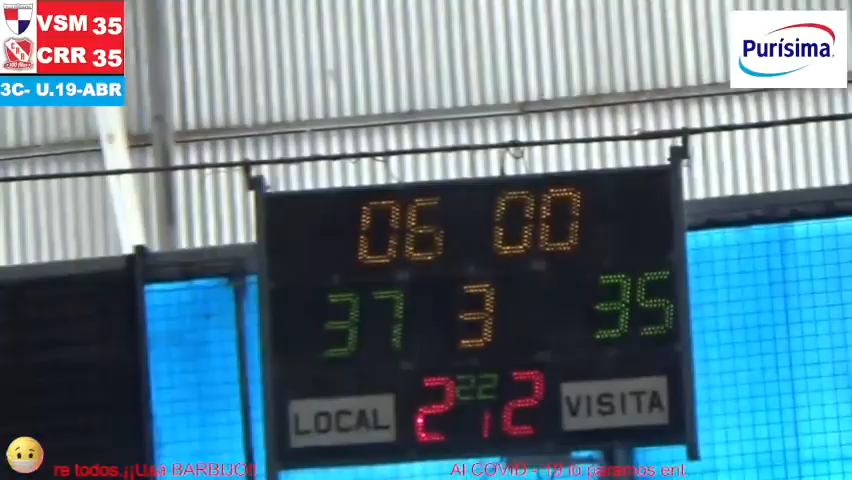 VSM 35
CRR 35
3C- U.19-ABR
Purísima
06 00
37 3 35
22
2 1 2
LOCAL VISITA
re todos.¡¡Usá BARBIJO!! Al COVID - 19 lo paramos ent